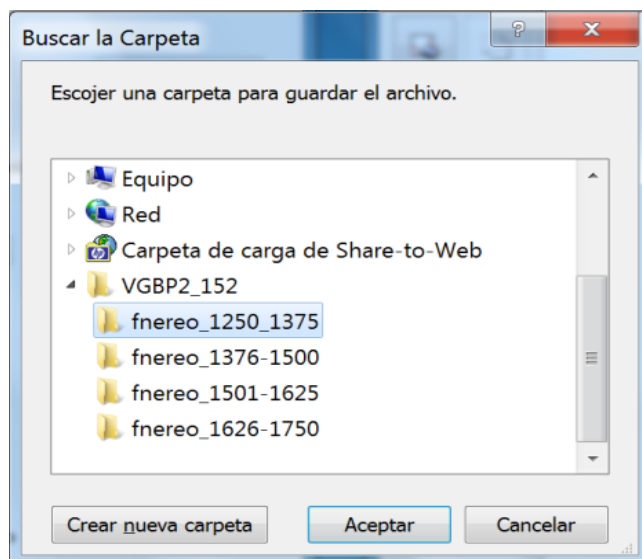 Buscar la Carpeta
Escojer una carpeta para guardar el archivo.
Equipo
Red
Carpeta de carga de Share-to-Web
VGBP2_152
fnereo_1250_1375
fnereo_1376-1500
fnereo_1501-1625
fnereo_1626-1750
Crear nueva carpeta Aceptar Cancelar